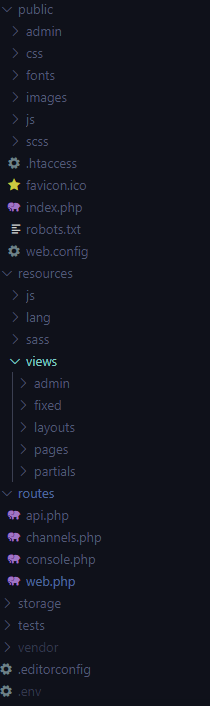 public
admin
css
fonts
images
js
scss
.htaccess
favicon.ico
index.php
robots.txt
web.config
resources
js
lang
sass
views
admin
fixed
layouts
pages
partials
routes
api.php
channels.php
console.php
web.php
storage
tests
vendor
.editorconfig
.env